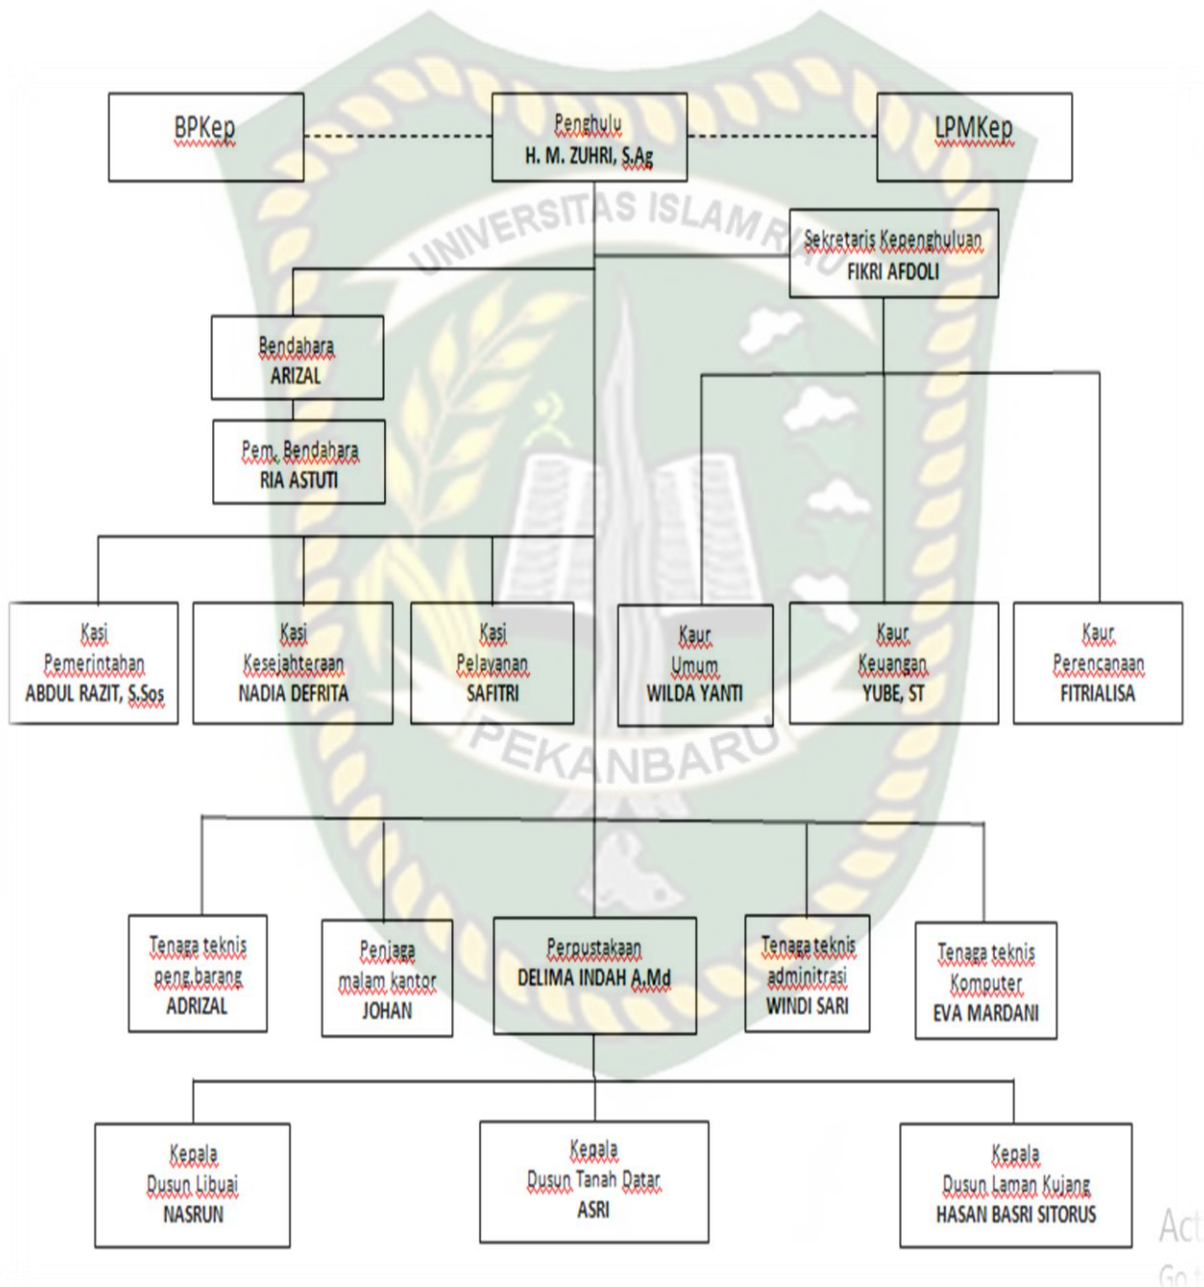 BPKep
Penghulu
H. M. ZUHRI, S.Ag
LPMKep
UNIVERSITAS ISLAM RIAU
Sekretaris Kepenghuluan
FIKRI AFDOLI
Bendahara
ARIZAL
Pem. Bendahara
RIA ASTUTI
Kasi
Pemerintahan
ABDUL RAZIT, S.Sos
Kasi
Kesejahteraan
NADIA DEFRITA
Kasi
Pelayanan
SAFITRI
Kaur
Umum
WILDA YANTI
Kaur
Keuangan
YUBE, ST
Kaur
Perencanaan
FITRIALISA
PEKANBARU
Tenaga teknis
peng.barang
ADRIZAL
Penjaga
malam kantor
JOHAN
Perpustakaan
DELIMA INDAH A.Md
Tenaga teknis
adminitrasi
WINDI SARI
Tenaga teknis
Komputer
EVA MARDANI
Kepala
Dusun Libuai
NASRUN
Kepala
Dusun Tanah Datar
ASRI
Kepala
Dusun Laman Kujang
HASAN BASRI SITORUS
Act